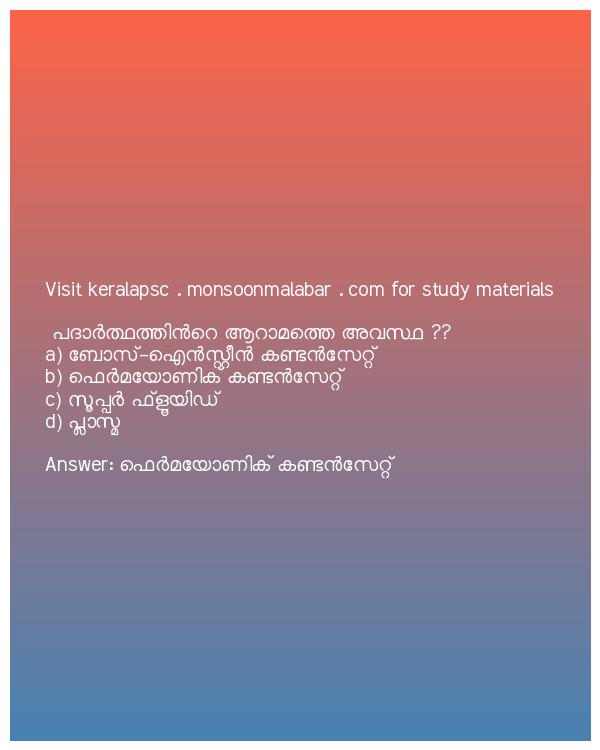 Visit keralapsc . monsoonmalabar . com for study materials
പദാർത്ഥത്തിൻറെ ആറാമത്തെ അവസ്ഥ ??
a) ബോസ്-ഐൻസ്റ്റീൻ കണ്ടൻസേറ്റ്
b) ഫെർമയോണിക് കണ്ടൻസേറ്റ്
c) സൂപ്പർ ഫ്ളൂയിഡ്
d) പ്ലാസ്മ
Answer: ഫെർമയോണിക് കണ്ടൻസേറ്റ്